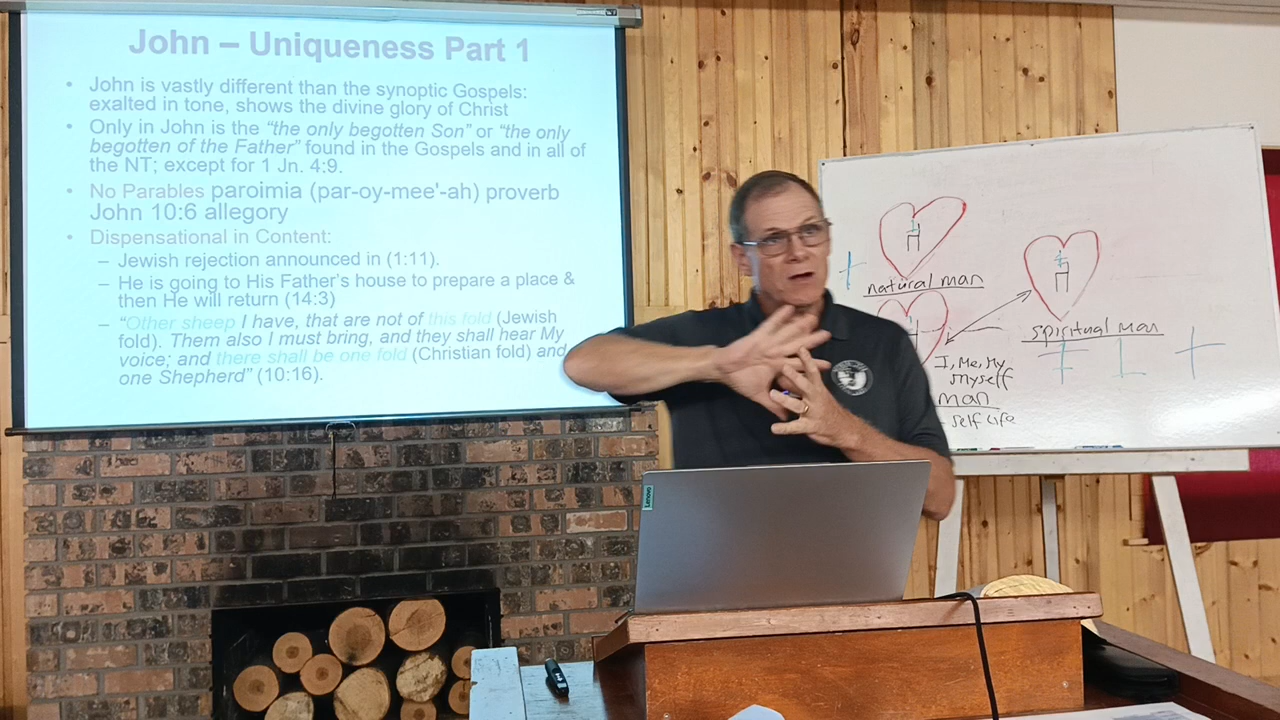 John – Uniqueness Part 1
• John is vastly different than the synoptic Gospels:
exalted in tone, shows the divine glory of Christ
• Only in John is the “the only begotten Son” or “the only
begotten of the Father” found in the Gospels and in all of
the NT; except for 1 Jn. 4:9.
• No Parables paroimia (par-oy-mee'-ah) proverb
John 10:6 allegory
• Dispensational in Content:
– Jewish rejection announced in (1:11).
– He is going to His Father's house to prepare a place &
then He will return (14:3)
– “Other sheep I have, that are not of this fold (Jewish
fold). Them also I must bring, and they shall hear My
voice; and there shall be one fold (Christian fold) and
one Shepherd” (10:16).
natural man
spiritual man
I, Me, My
Myself
man
- self life
Lenovo